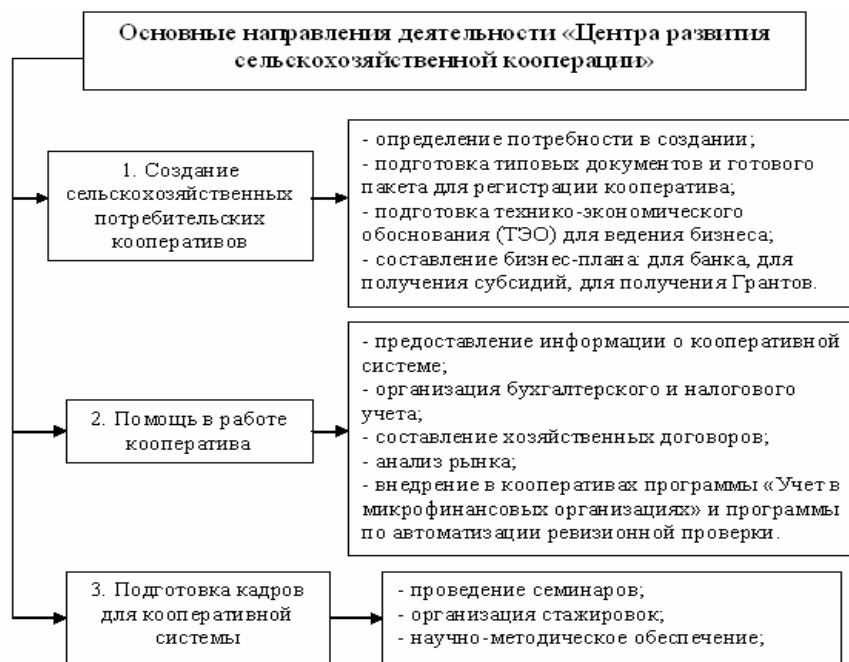 Основные направления деятельности «Центра развития
сельскохозяйственной кооперации»
1. Создание
сельскохозяйственных
потребительских
кооперативов
- определение потребности в создании;
- подготовка типовых документов и готового
пакета для регистрации кооператива;
- подготовка технико-экономического
обоснования (ТЭО) для ведения бизнеса;
- составление бизнес-плана: для банка, для
получения субсидий, для получения Грантов.
2. Помощь в работе
кооператива
- предоставление информации о кооперативной
системе;
- организация бухгалтерского и налогового
учета;
- составление хозяйственных договоров;
- анализ рынка;
- внедрение в кооперативах программы «Учет в
микрофинансовых организациях» и программы
по автоматизации ревизионной проверки.
3. Подготовка кадров
для кооперативной
системы
- проведение семинаров;
- организация стажировок;
- научно-методическое обеспечение;